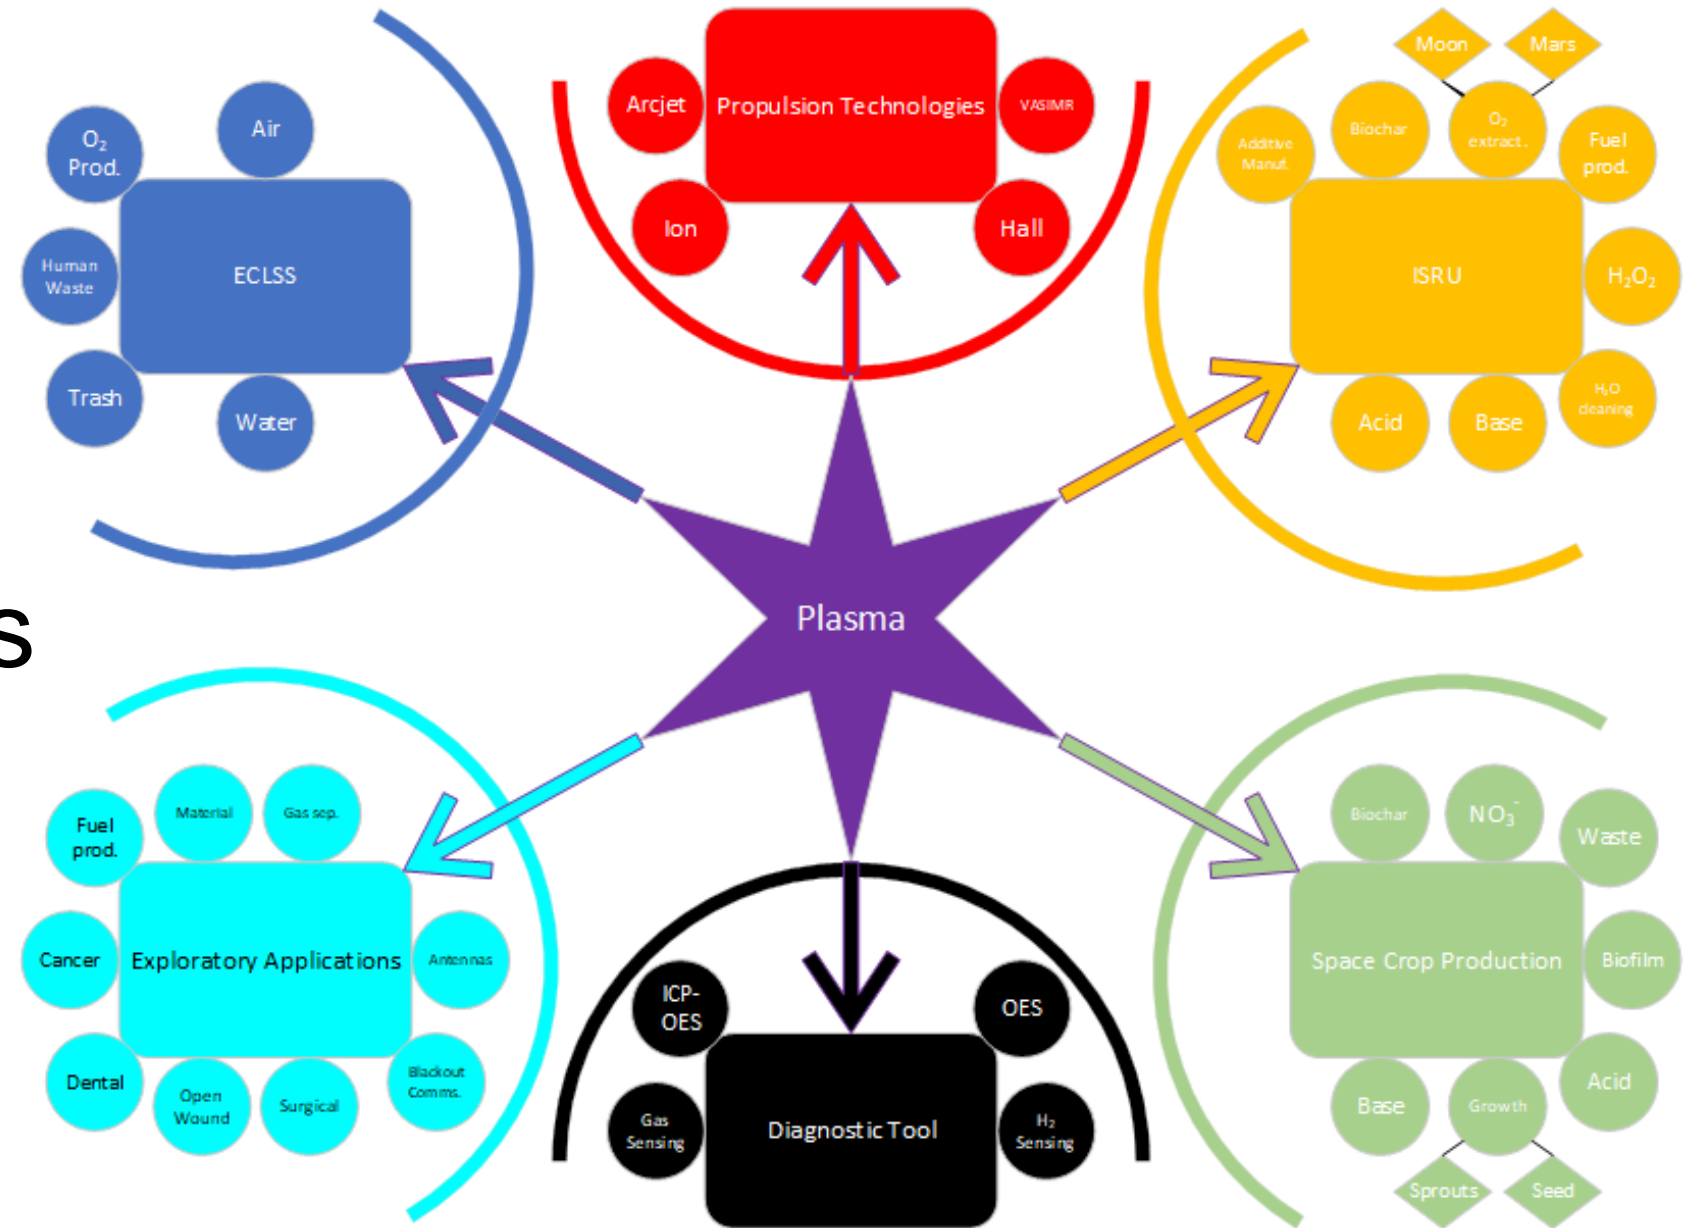 Moon
Mars
Arcjet
Propulsion Technologies
VASIMR
Ion
Hall
O₂
Prod.
Air
Human
Waste
ECLSS
Trash
Water
Additive
Manuf.
Biochar
O₂
extract.
Fuel
prod.
ISRU
H₂O₂
H₂O
cleaning
Acid
Base
s
Plasma
Fuel
prod.
Material
Gas sep.
Cancer
Exploratory Applications
Antennas
Dental
Open
Wound
Surgical
Blackout
Comms.
ICP-
OES
OES
Gas
Sensing
Diagnostic Tool
H₂
Sensing
Biochar
NO₃⁻
Waste
Space Crop Production
Biofilm
Acid
Base
Growth
Sprouts
Seed